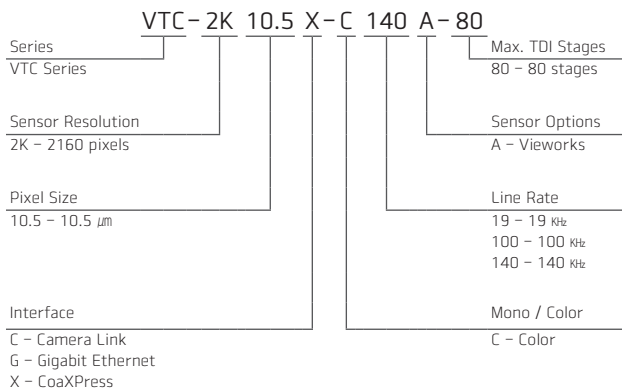 VTC-2K 10.5 X-C 140 A-80
Series
VTC Series
Sensor Resolution
2K - 2160 pixels
Pixel Size
10.5 - 10.5 ㎛
Interface
C - Camera Link
G - Gigabit Ethernet
X - CoaXPress
Max. TDI Stages
80 - 80 stages
Sensor Options
A - Vieworks
Line Rate
19 - 19 ㎑
100 - 100 ㎑
140 - 140 ㎑
Mono / Color
C - Color